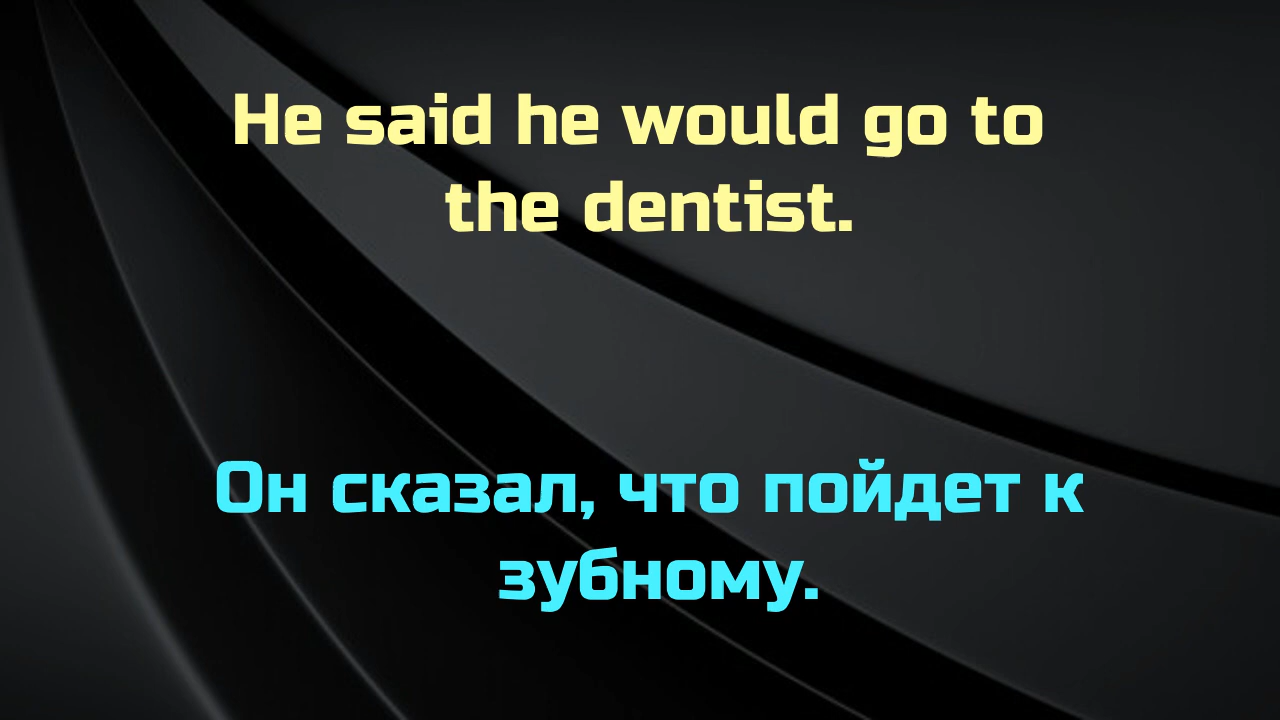 He said he would go to
the dentist.
Он сказал, что пойдет к
зубному.